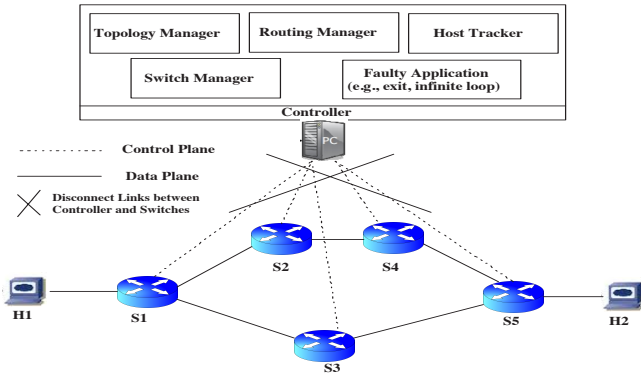 Topology Manager
Routing Manager
Host Tracker
Switch Manager
Faulty Application
(e.g., exit, infinite loop)
Controller
PC
Control Plane
Data Plane
Disconnect Links between
Controller and Switches
S2
S4
H1
S1
S5
H2
S3